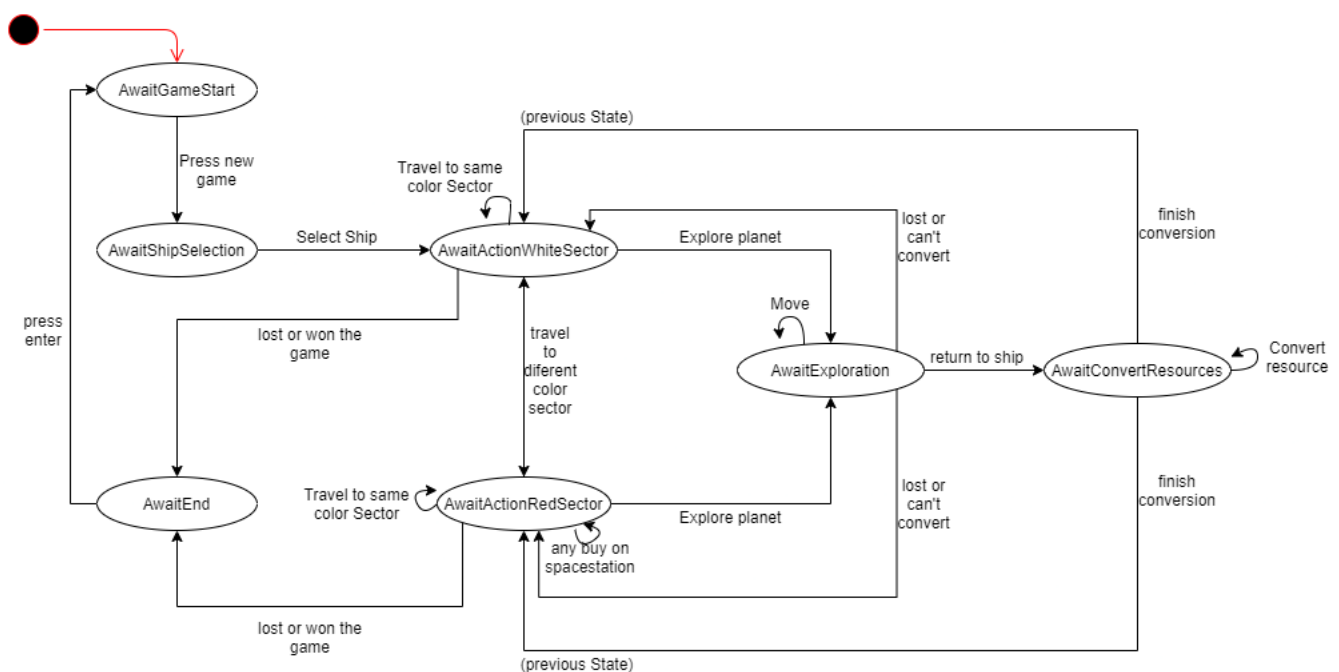 AwaitGameStart
(previous State)
Press new
game
Travel to same
color Sector
AwaitShipSelection
Select Ship
AwaitActionWhiteSector
Explore planet
lost or
can't
convert
finish
conversion
press
enter
lost or won the
game
travel
to
diferent
color
sector
Move
AwaitExploration
return to ship
AwaitConvertResources
Convert
resource
AwaitEnd
Travel to same
color Sector
AwaitActionRedSector
Explore planet
any buy on
spacestation
lost or
can't
convert
finish
conversion
lost or won the
game
(previous State)